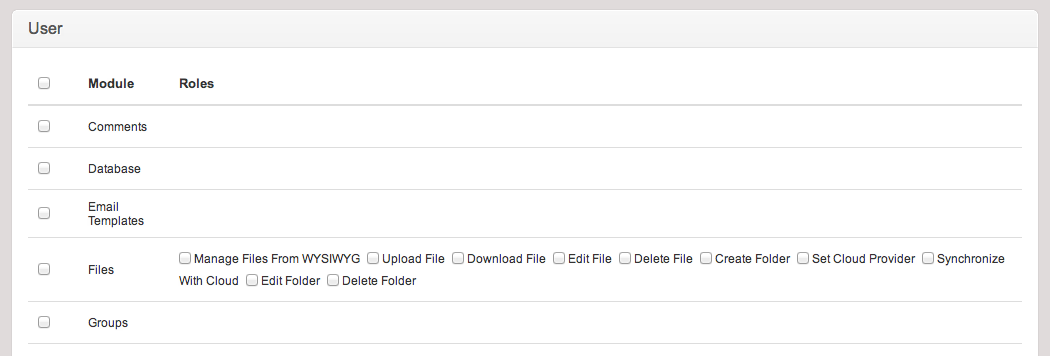 User
Module Roles
Comments
Database
Email
Templates
Files Manage Files From WYSIWYG Upload File Download File Edit File Delete File Create Folder Set Cloud Provider Synchronize
With Cloud Edit Folder Delete Folder
Groups